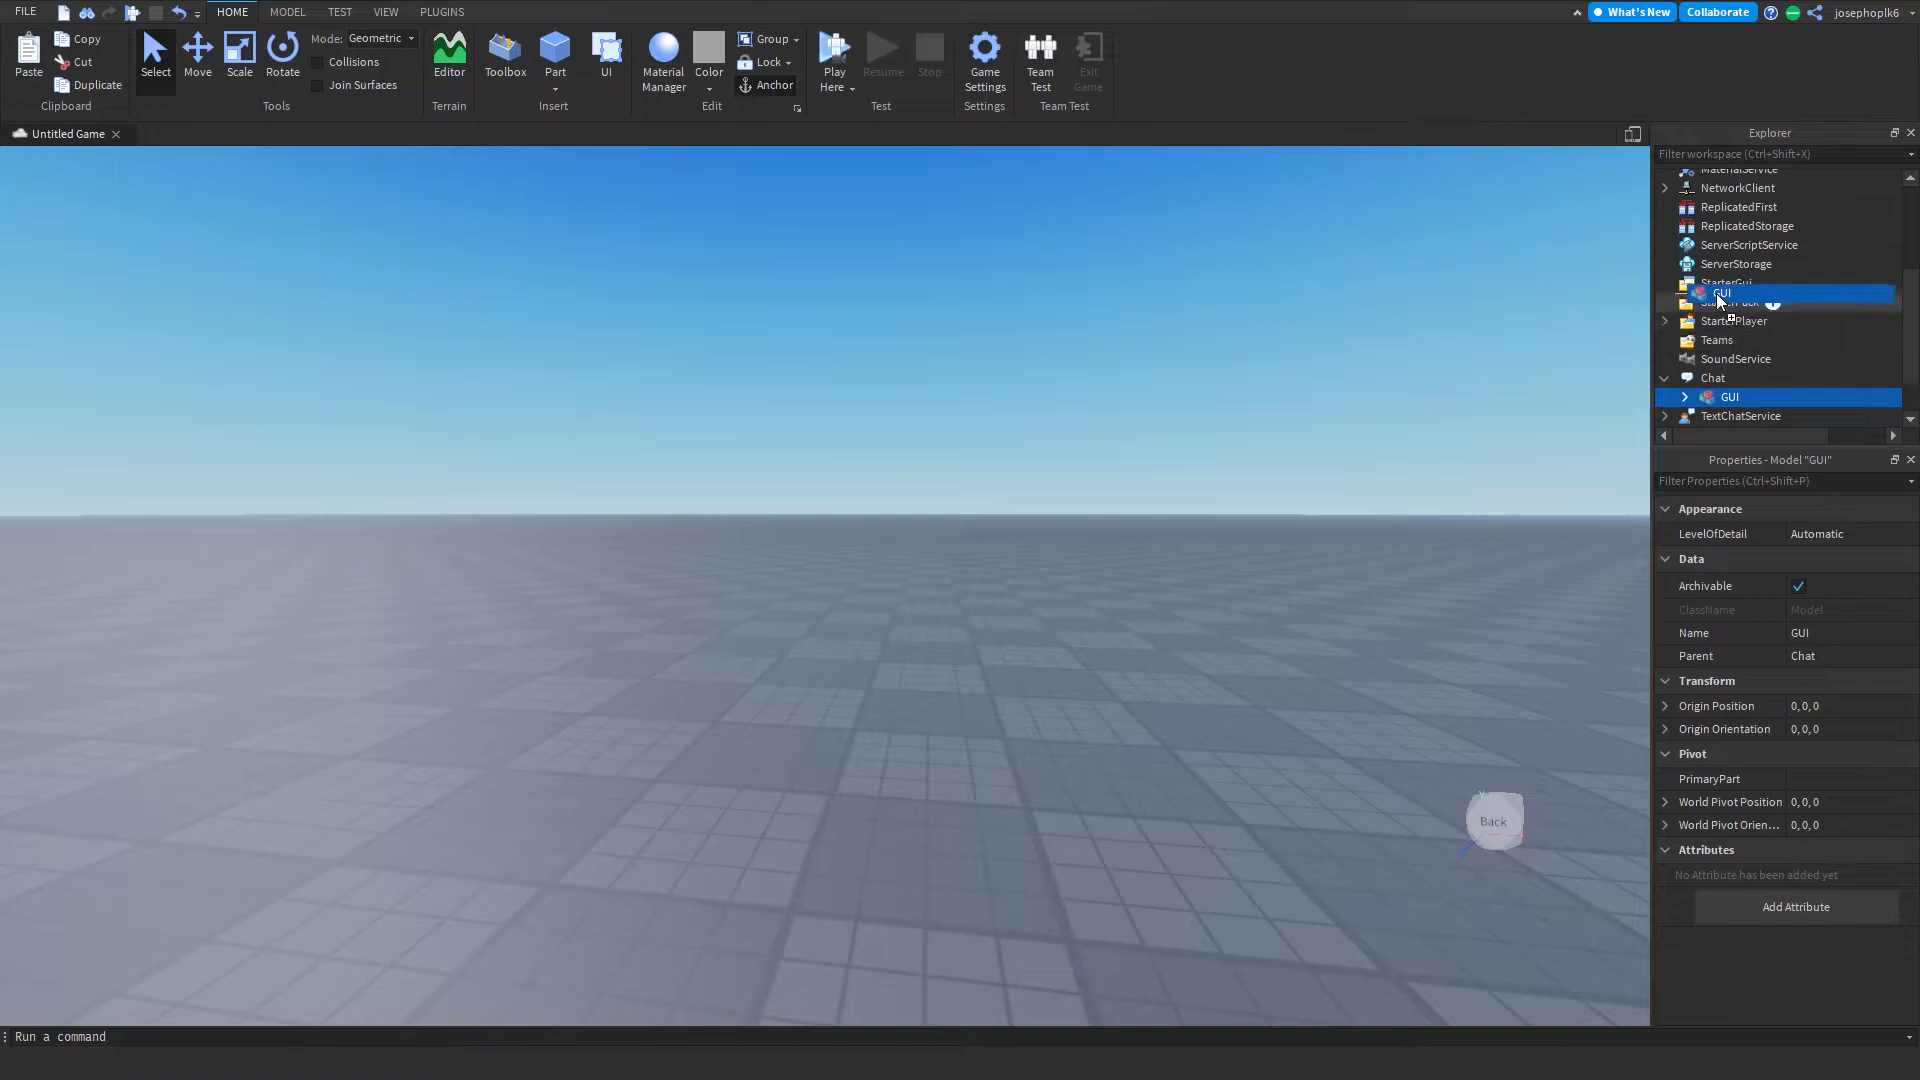 FILE HOME MODEL TEST VIEW PLUGINS What's New Collaborate josephoplk6
Paste Copy Cut Duplicate
Select Move Scale Rotate Mode: Geometric
Collisions
Join Surfaces
Editor Toolbox Part UI
Material Manager Color Group Lock Anchor
Play Here Resume Stop
Game Settings Team Test Exit Game
Clipboard Tools Terrain Insert Edit Test Settings Team Test
Untitled Game
Explorer
Filter workspace (Ctrl+Shift+X)
MaterialService
NetworkClient
ReplicatedFirst
ReplicatedStorage
ServerScriptService
ServerStorage
StarterGui
GUI
StarterPack
StarterPlayer
Teams
SoundService
Chat
GUI
TextChatService
Properties - Model "GUI"
Filter Properties (Ctrl+Shift+P)
Appearance
LevelOfDetail Automatic
Data
Archivable
ClassName Model
Name GUI
Parent Chat
Transform
Origin Position 0, 0, 0
Origin Orientation 0, 0, 0
Pivot
PrimaryPart
World Pivot Position 0, 0, 0
World Pivot Orien... 0, 0, 0
Attributes
No Attribute has been added yet
Add Attribute
Y
Back
Run a command